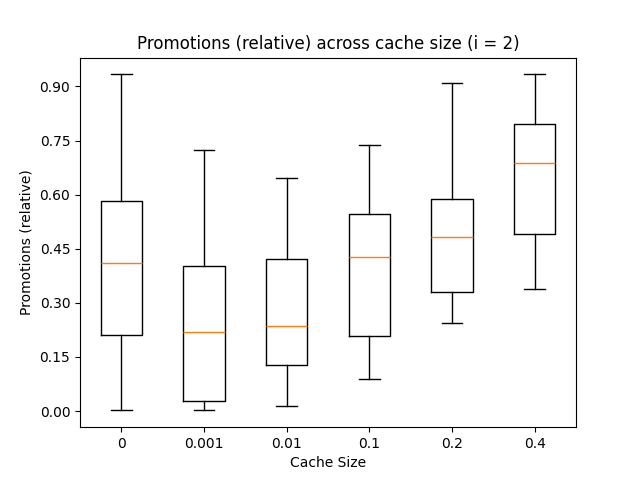 Promotions (relative) across cache size (i = 2)
Promotions (relative)
0.90
0.75
0.60
0.45
0.30
0.15
0.00
0 0.001 0.01 0.1 0.2 0.4
Cache Size